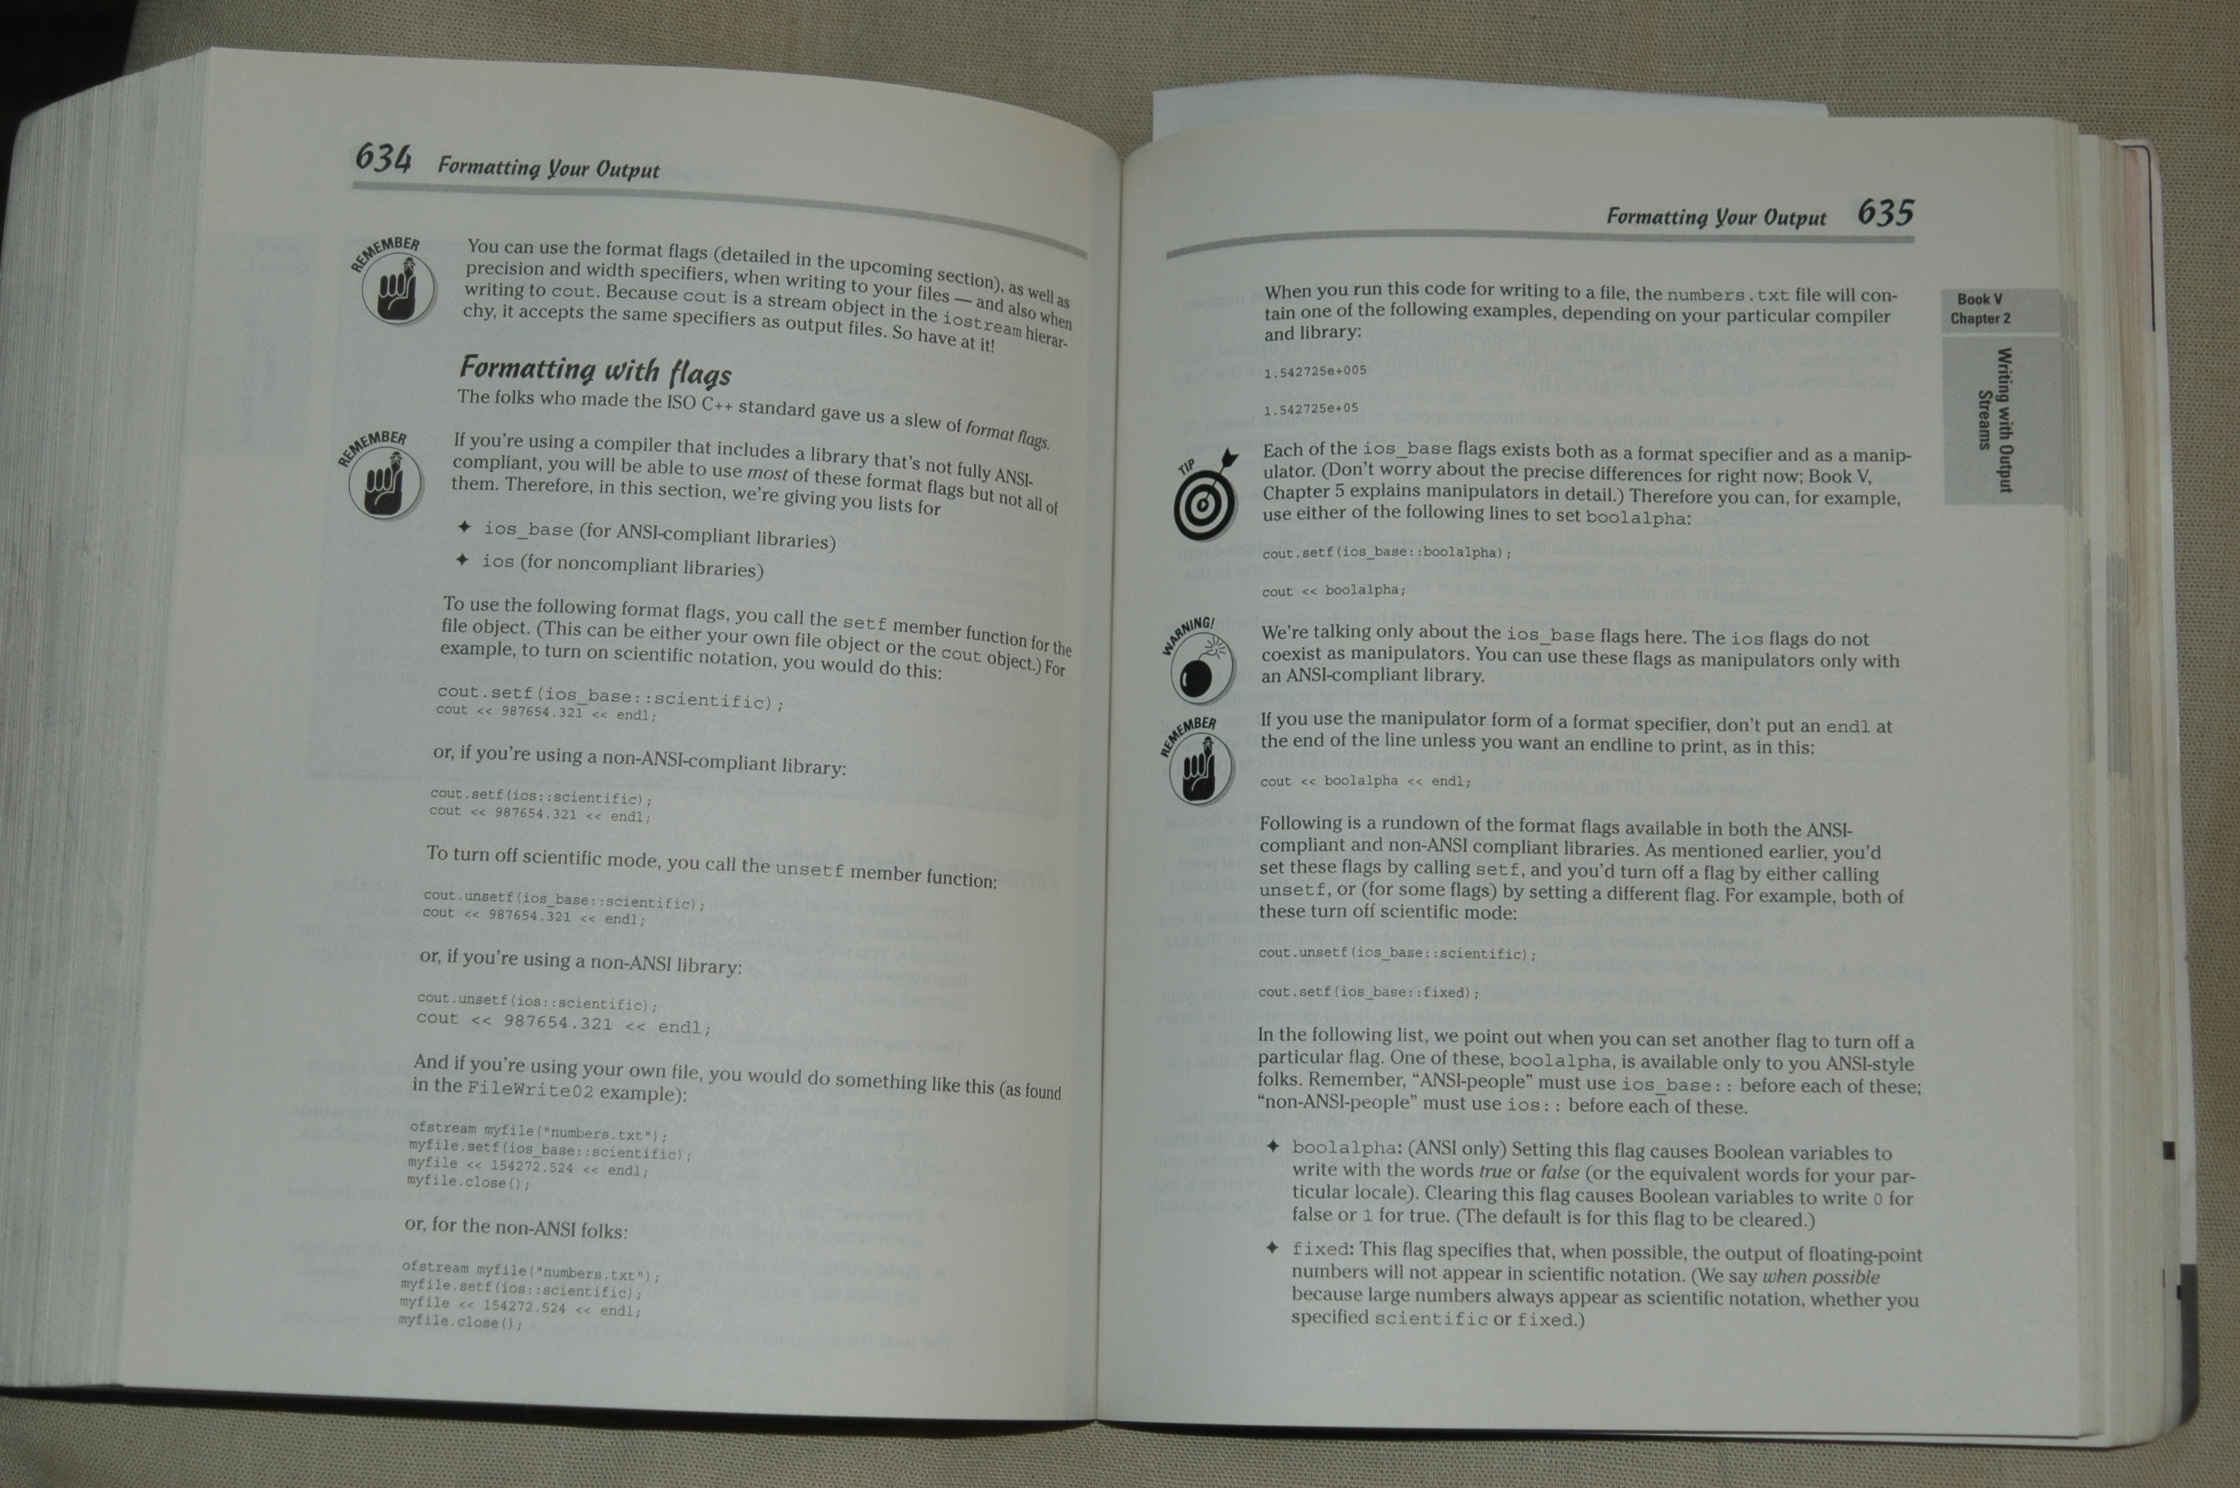 634 Formatting Your Output
REMEMBER
You can use the format flags (detailed in the upcoming section), as well as
precision and width specifiers, when writing to your files — and also when
writing to cout. Because cout is a stream object in the iostream hierar-
chy, it accepts the same specifiers as output files. So have at it!
Formatting with flags
The folks who made the ISO C++ standard gave us a slew of format flags.
REMEMBER
If you're using a compiler that includes a library that's not fully ANSI-
compliant, you will be able to use most of these format flags but not all of
them. Therefore, in this section, we're giving you lists for
✦ ios_base (for ANSI-compliant libraries)
✦ ios (for noncompliant libraries)
To use the following format flags, you call the setf member function for the
file object. (This can be either your own file object or the cout object.) For
example, to turn on scientific notation, you would do this:
cout.setf(ios_base::scientific);
cout << 987654.321 << endl;
or, if you're using a non-ANSI-compliant library:
cout.setf(ios::scientific);
cout << 987654.321 << endl;
To turn off scientific mode, you call the unsetf member function:
cout.unsetf(ios_base::scientific);
cout << 987654.321 << endl;
or, if you're using a non-ANSI library:
cout.unsetf(ios::scientific);
cout << 987654.321 << endl;
And if you're using your own file, you would do something like this (as found
in the FileWrite02 example):
ofstream myfile("numbers.txt");
myfile.setf(ios_base::scientific);
myfile << 154272.524 << endl;
myfile.close();
or, for the non-ANSI folks:
ofstream myfile("numbers.txt");
myfile.setf(ios::scientific);
myfile << 154272.524 << endl;
myfile.close();
Formatting Your Output 635
When you run this code for writing to a file, the numbers.txt file will con-
tain one of the following examples, depending on your particular compiler
and library:
1.542725e+005
1.542725e+05
TIP
Each of the ios_base flags exists both as a format specifier and as a manip-
ulator. (Don't worry about the precise differences for right now; Book V,
Chapter 5 explains manipulators in detail.) Therefore you can, for example,
use either of the following lines to set boolalpha:
cout.setf(ios_base::boolalpha);
cout << boolalpha;
WARNING!
We're talking only about the ios_base flags here. The ios flags do not
coexist as manipulators. You can use these flags as manipulators only with
an ANSI-compliant library.
REMEMBER
If you use the manipulator form of a format specifier, don't put an endl at
the end of the line unless you want an endline to print, as in this:
cout << boolalpha << endl;
Following is a rundown of the format flags available in both the ANSI-
compliant and non-ANSI compliant libraries. As mentioned earlier, you'd
set these flags by calling setf, and you'd turn off a flag by either calling
unsetf, or (for some flags) by setting a different flag. For example, both of
these turn off scientific mode:
cout.unsetf(ios_base::scientific);
cout.setf(ios_base::fixed);
In the following list, we point out when you can set another flag to turn off a
particular flag. One of these, boolalpha, is available only to you ANSI-style
folks. Remember, "ANSI-people" must use ios_base:: before each of these;
"non-ANSI-people" must use ios:: before each of these.
✦ boolalpha: (ANSI only) Setting this flag causes Boolean variables to
write with the words true or false (or the equivalent words for your par-
ticular locale). Clearing this flag causes Boolean variables to write 0 for
false or 1 for true. (The default is for this flag to be cleared.)
✦ fixed: This flag specifies that, when possible, the output of floating-point
numbers will not appear in scientific notation. (We say when possible
because large numbers always appear as scientific notation, whether you
specified scientific or fixed.)
Book V
Chapter 2
Writing with Output
Streams